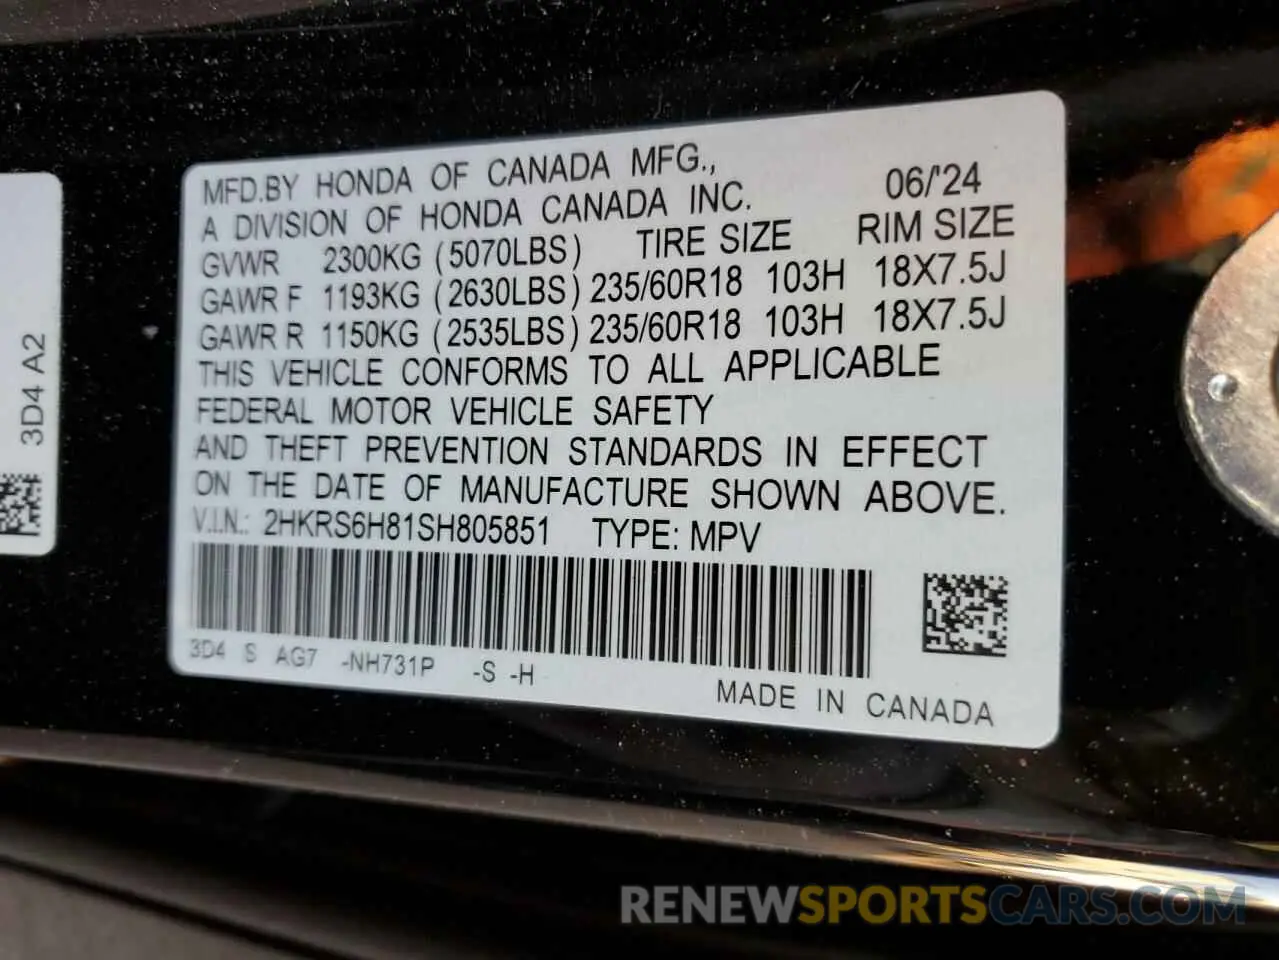 MFD.BY HONDA OF CANADA MFG.,
A DIVISION OF HONDA CANADA INC. 06/'24
GVWR 2300KG (5070LBS) TIRE SIZE RIM SIZE
GAWR F 1193KG (2630LBS) 235/60R18 103H 18X7.5J
GAWR R 1150KG (2535LBS) 235/60R18 103H 18X7.5J
THIS VEHICLE CONFORMS TO ALL APPLICABLE
FEDERAL MOTOR VEHICLE SAFETY
AND THEFT PREVENTION STANDARDS IN EFFECT
ON THE DATE OF MANUFACTURE SHOWN ABOVE.
V.I.N.: 2HKRS6H81SH805851 TYPE: MPV
3D4 S AG7 -NH731P -S -H
MADE IN CANADA
3D4 A2
RENEWSPORTSCARS.COM